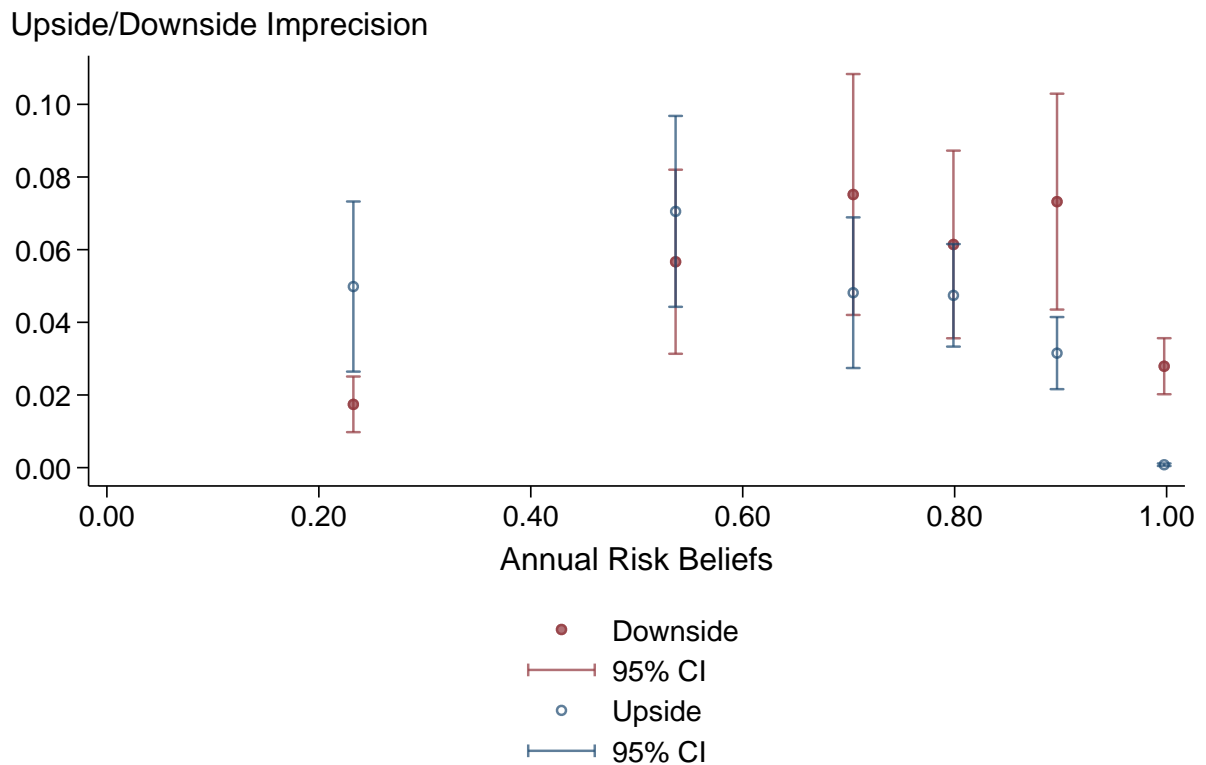 Upside/Downside Imprecision
0.10
0.08
0.06
0.04
0.02
0.00
0.00 0.20 0.40 0.60 0.80 1.00
Annual Risk Beliefs
Downside
95% CI
Upside
95% CI